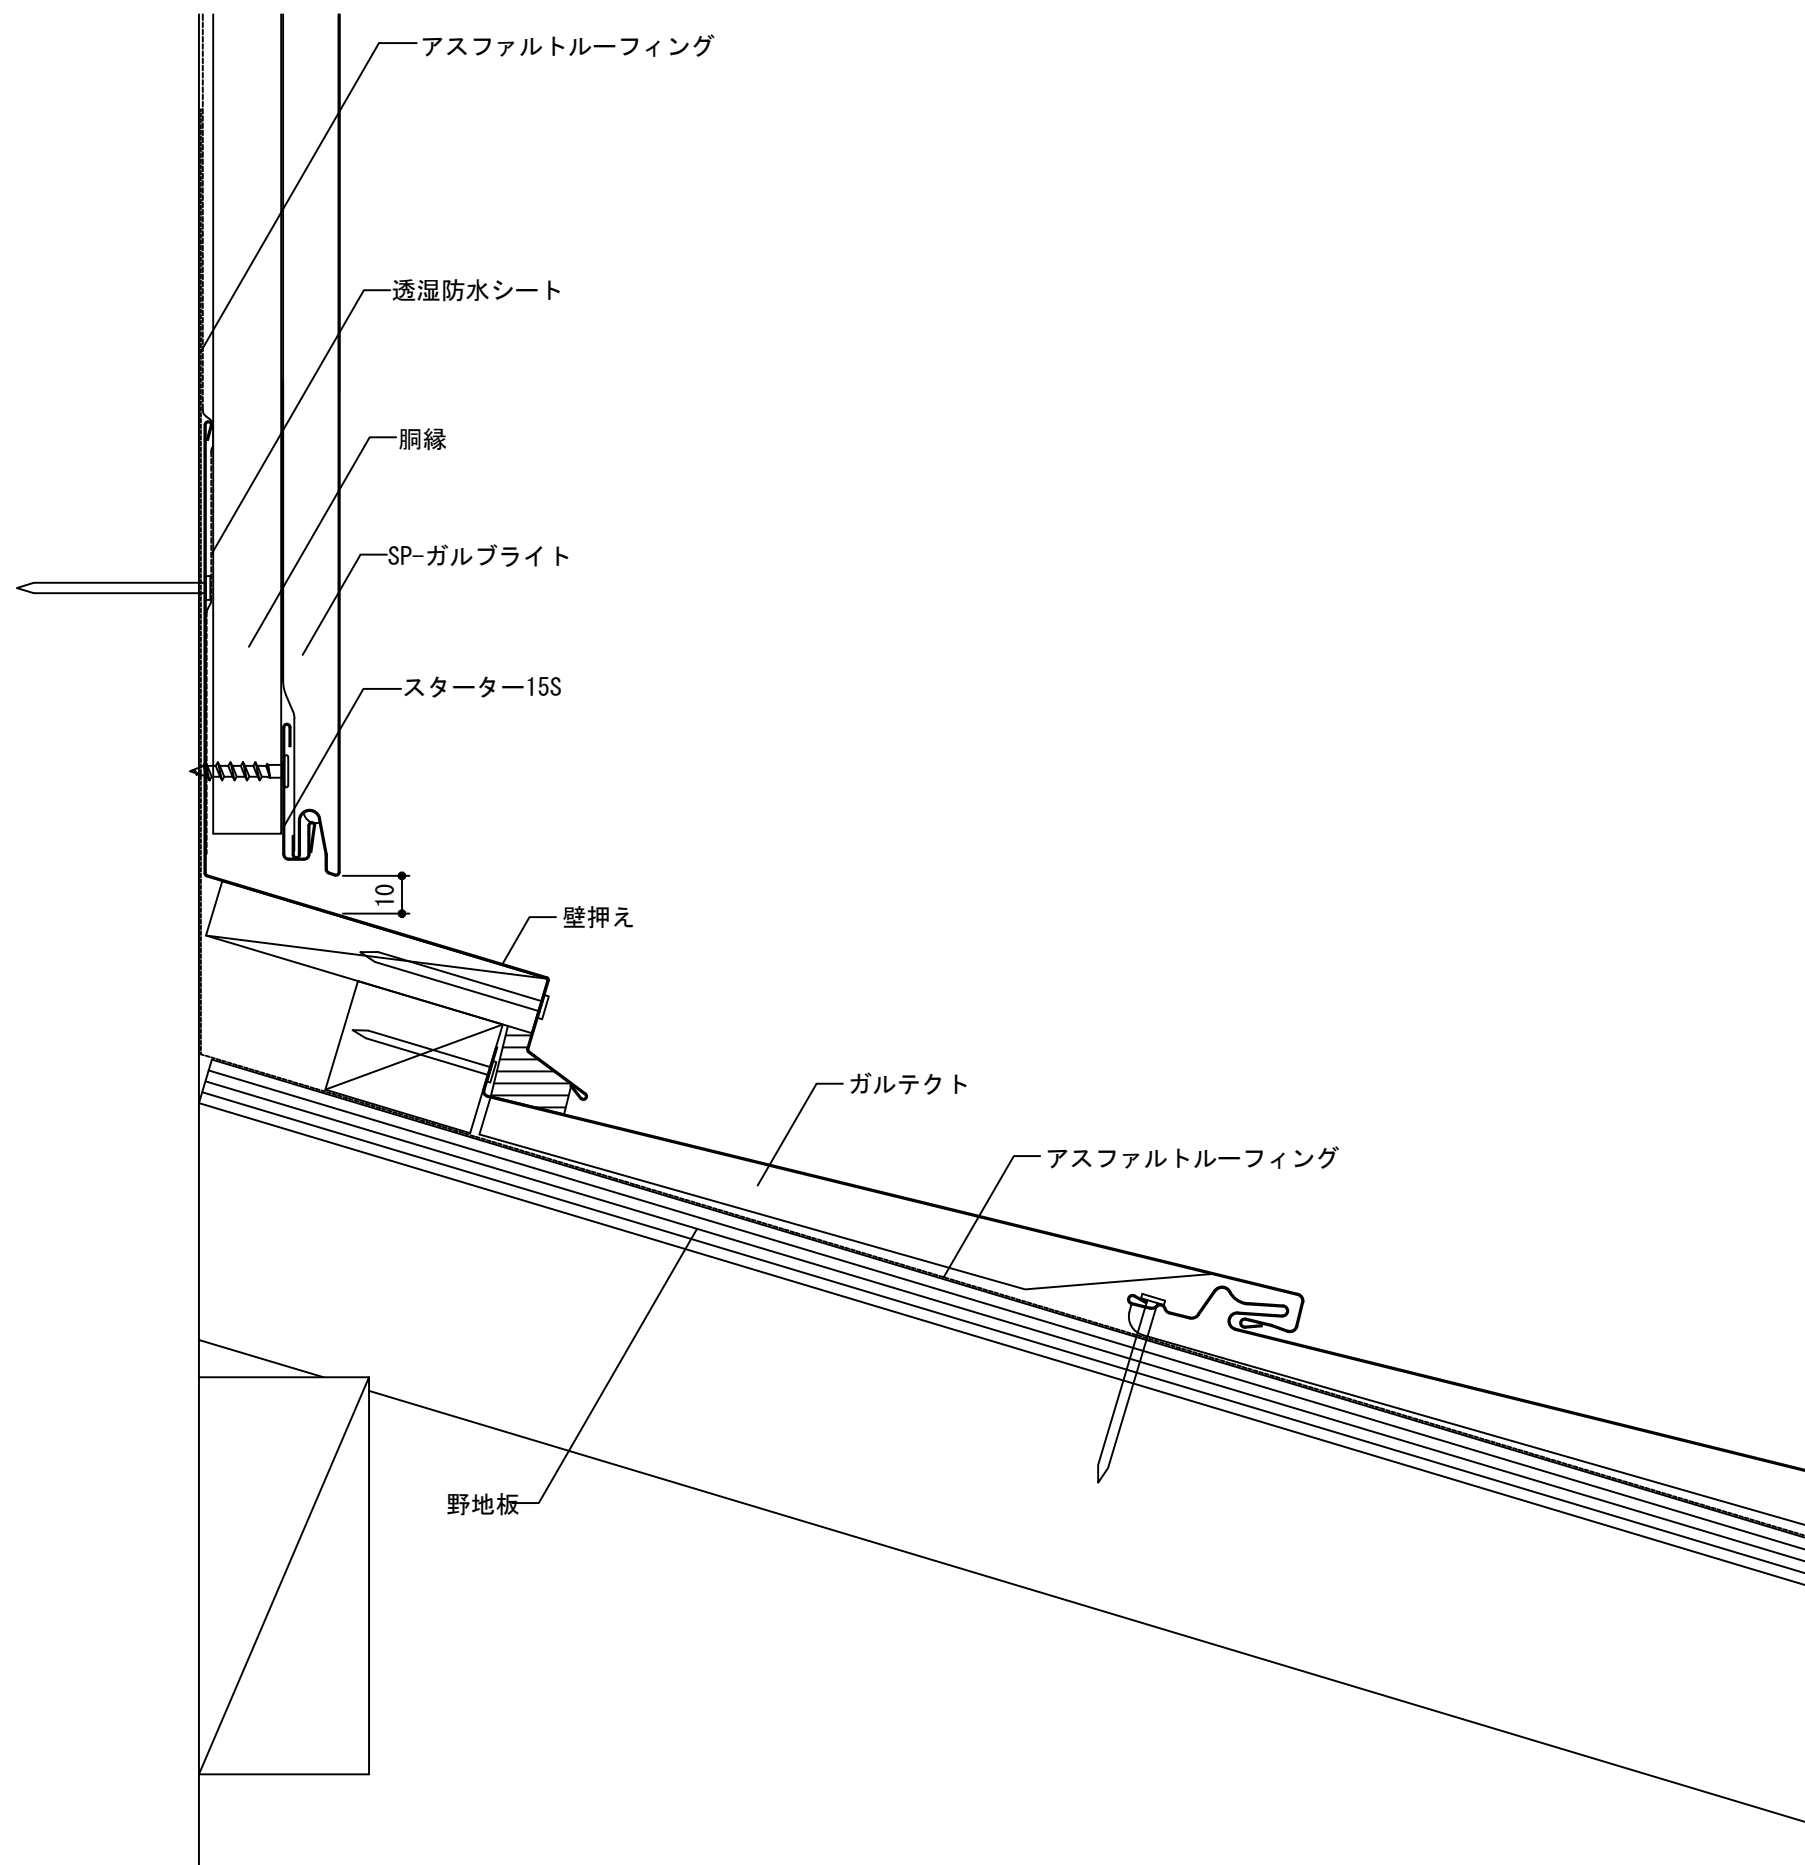 アスファルトルーフィング
透湿防水シート
胴縁
SP-ガルブライト
スターター15S
10
壁押え
ガルテクト
アスファルトルーフィング
野地板